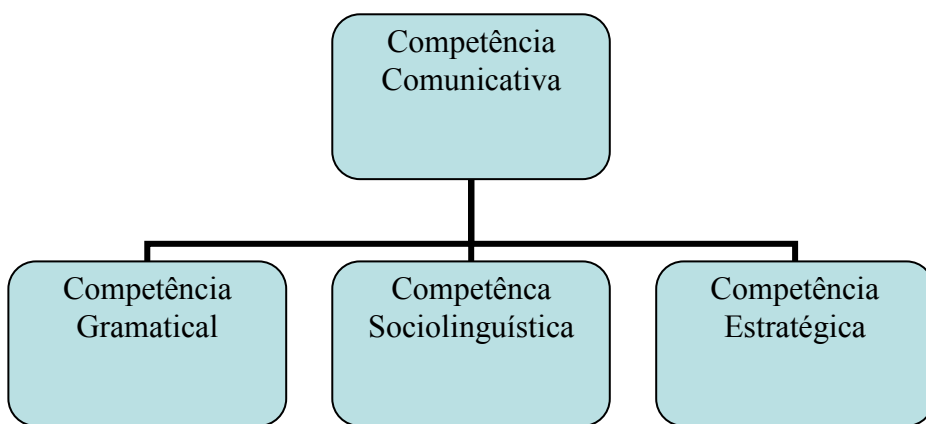 Competência
Comunicativa
Competência
Gramatical
Competênca
Sociolinguística
Competência
Estratégica